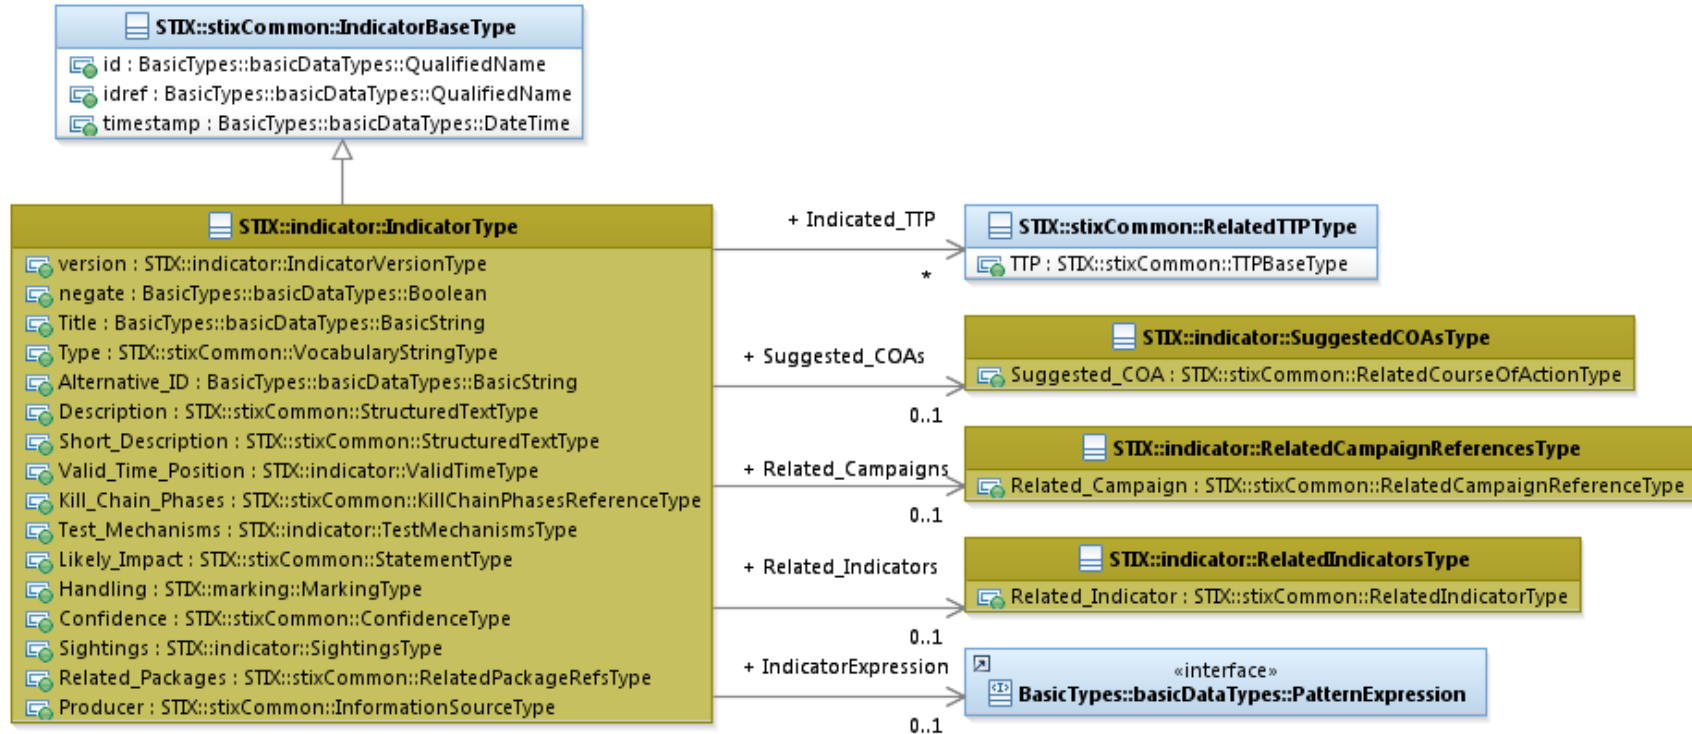 STIX::stixCommon::IndicatorBaseType
id : BasicTypes::basicDataTypes::QualifiedName
idref : BasicTypes::basicDataTypes::QualifiedName
timestamp : BasicTypes::basicDataTypes::DateTime
STIX::indicator::IndicatorType
version : STIX::indicator::IndicatorVersionType
negate : BasicTypes::basicDataTypes::Boolean
Title : BasicTypes::basicDataTypes::BasicString
Type : STIX::stixCommon::VocabularyStringType
Alternative_ID : BasicTypes::basicDataTypes::BasicString
Description : STIX::stixCommon::StructuredTextType
Short_Description : STIX::stixCommon::StructuredTextType
Valid_Time_Position : STIX::indicator::ValidTimeType
Kill_Chain_Phases : STIX::stixCommon::KillChainPhasesReferenceType
Test_Mechanisms : STIX::indicator::TestMechanismsType
Likely_Impact : STIX::stixCommon::StatementType
Handling : STIX::marking::MarkingType
Confidence : STIX::stixCommon::ConfidenceType
Sightings : STIX::indicator::SightingsType
Related_Packages : STIX::stixCommon::RelatedPackageRefsType
Producer : STIX::stixCommon::InformationSourceType
+ Indicated_TTP
*
STIX::stixCommon::RelatedTTPType
TTP : STIX::stixCommon::TTPBaseType
+ Suggested_COAs
0..1
STIX::indicator::SuggestedCOAsType
Suggested_COA : STIX::stixCommon::RelatedCourseOfActionType
+ Related_Campaigns
0..1
STIX::indicator::RelatedCampaignReferencesType
Related_Campaign : STIX::stixCommon::RelatedCampaignReferenceType
+ Related_Indicators
0..1
STIX::indicator::RelatedIndicatorsType
Related_Indicator : STIX::stixCommon::RelatedIndicatorType
+ IndicatorExpression
0..1
«interface»
BasicTypes::basicDataTypes::PatternExpression